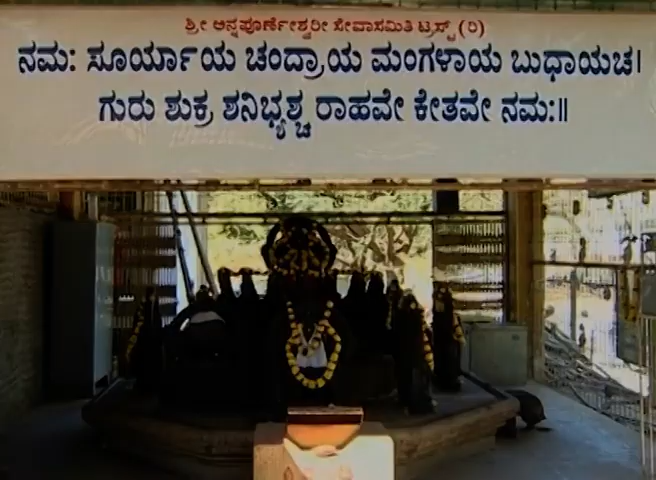 ಶ್ರೀ ಅನ್ನಪೂರ್ಣೇಶ್ವರೀ ಸೇವಾಸಮಿತಿ ಟ್ರಸ್ಟ್ (ರಿ)
ನಮಃ ಸೂರ್ಯಾಯ ಚಂದ್ರಾಯ ಮಂಗಳಾಯ ಬುಧಾಯಚ|
ಗುರು ಶುಕ್ರ ಶನಿಭ್ಯಶ್ಚ ರಾಹವೇ ಕೇತವೇ ನಮಃ||